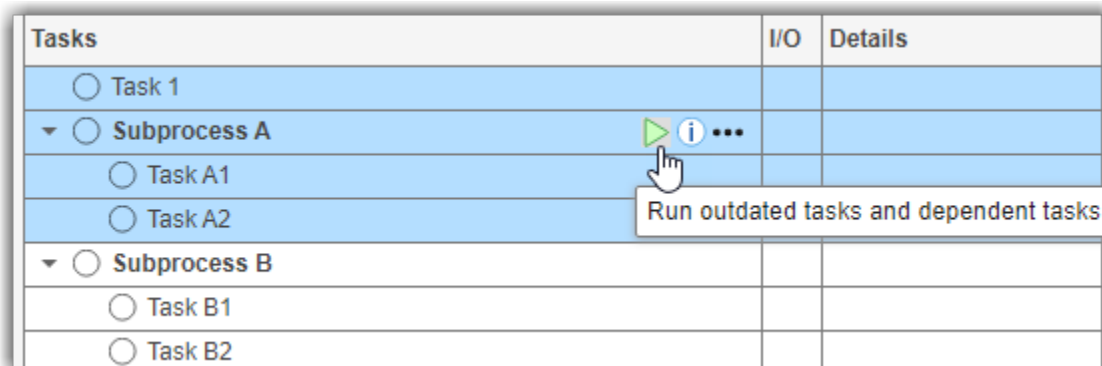 Tasks I/O Details
Task 1
Subprocess A
Task A1
Task A2
Run outdated tasks and dependent tasks
Subprocess B
Task B1
Task B2